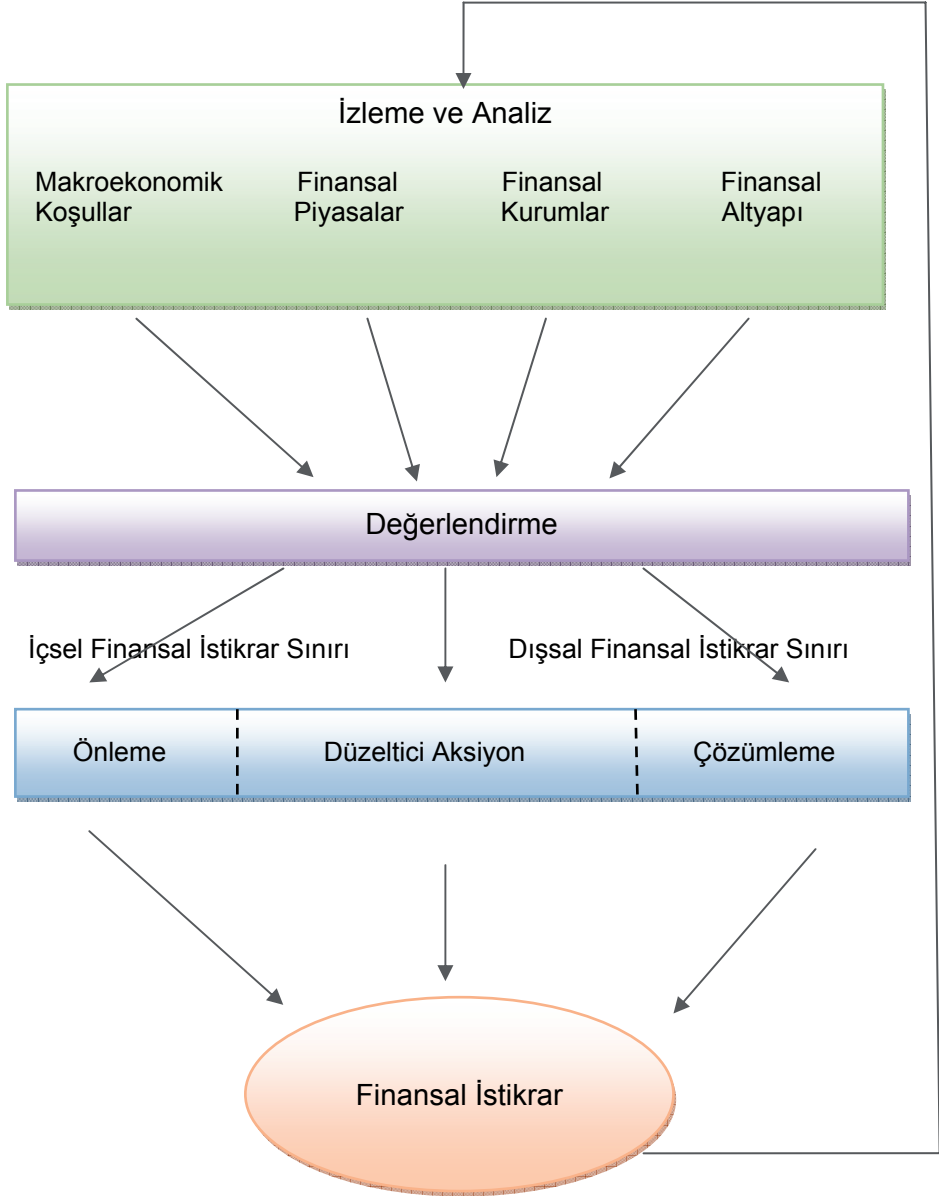 İzleme ve Analiz
Makroekonomik Koşullar
Finansal Piyasalar
Finansal Kurumlar
Finansal Altyapı
Değerlendirme
İçsel Finansal İstikrar Sınırı
Dışsal Finansal İstikrar Sınırı
Önleme
Düzeltici Aksiyon
Çözümleme
Finansal İstikrar